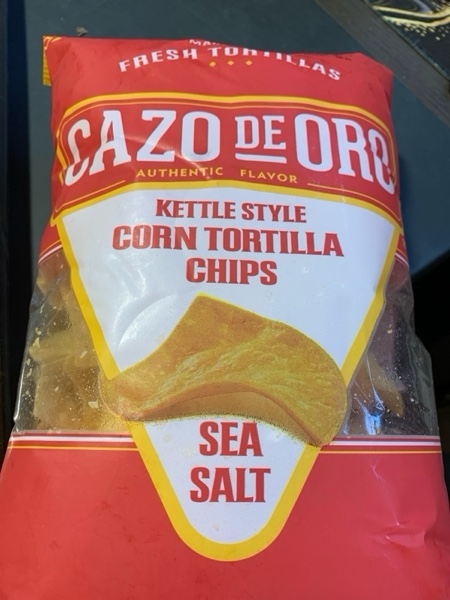 FRESH TORTILLAS
CAZO DE ORO
AUTHENTIC FLAVOR
KETTLE STYLE
CORN TORTILLA
CHIPS
SEA
SALT